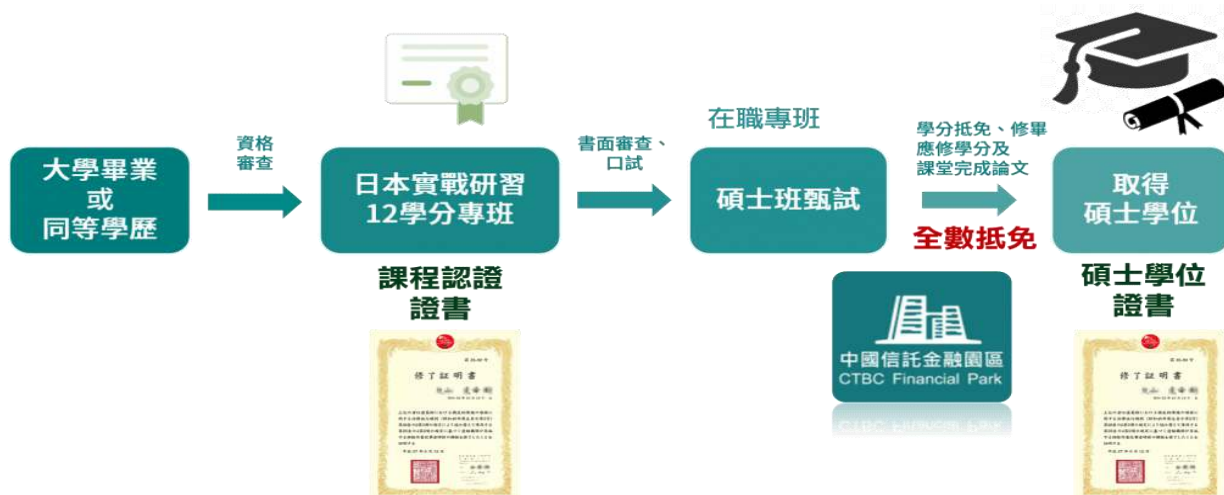 大學畢業
或
同等學歷
資格
審查
日本實戰研習
12學分專班
課程認證
證書
修了証明書
書面審查、
口試
在職專班
碩士班甄試
學分抵免、修畢
應修學分及
課堂完成論文
全數抵免
中國信託金融園區
CTBC Financial Park
取得
碩士學位
碩士學位
證書
修了証明書